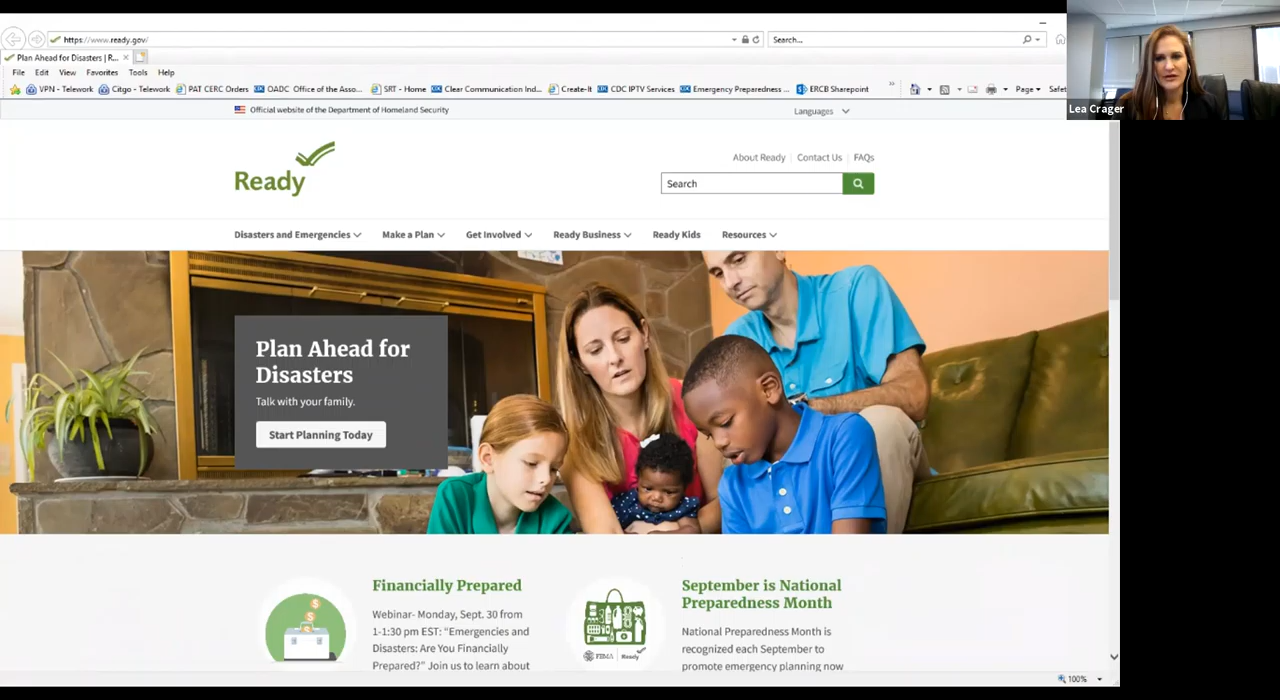 https://www.ready.gov/
Search...
Plan Ahead for Disasters | R...
File Edit View Favorites Tools Help
VPN - Telework Citgo - Telework PAT CERC Orders OADC Office of the Asso... SRT - Home Clear Communication Ind... Create-It CDC IPTV Services Emergency Preparedness ... ERCB Sharepoint » Page Safet
Lea Crager
Official website of the Department of Homeland Security
Languages
Ready
About Ready | Contact Us | FAQs
Search
Disasters and Emergencies Make a Plan Get Involved Ready Business Ready Kids Resources
Plan Ahead for
Disasters
Talk with your family.
Start Planning Today
Financially Prepared
Webinar- Monday, Sept. 30 from
1-1:30 pm EST: “Emergencies and
Disasters: Are You Financially
Prepared?” Join us to learn about
FEMA Ready
September is National
Preparedness Month
National Preparedness Month is
recognized each September to
promote emergency planning now
100%